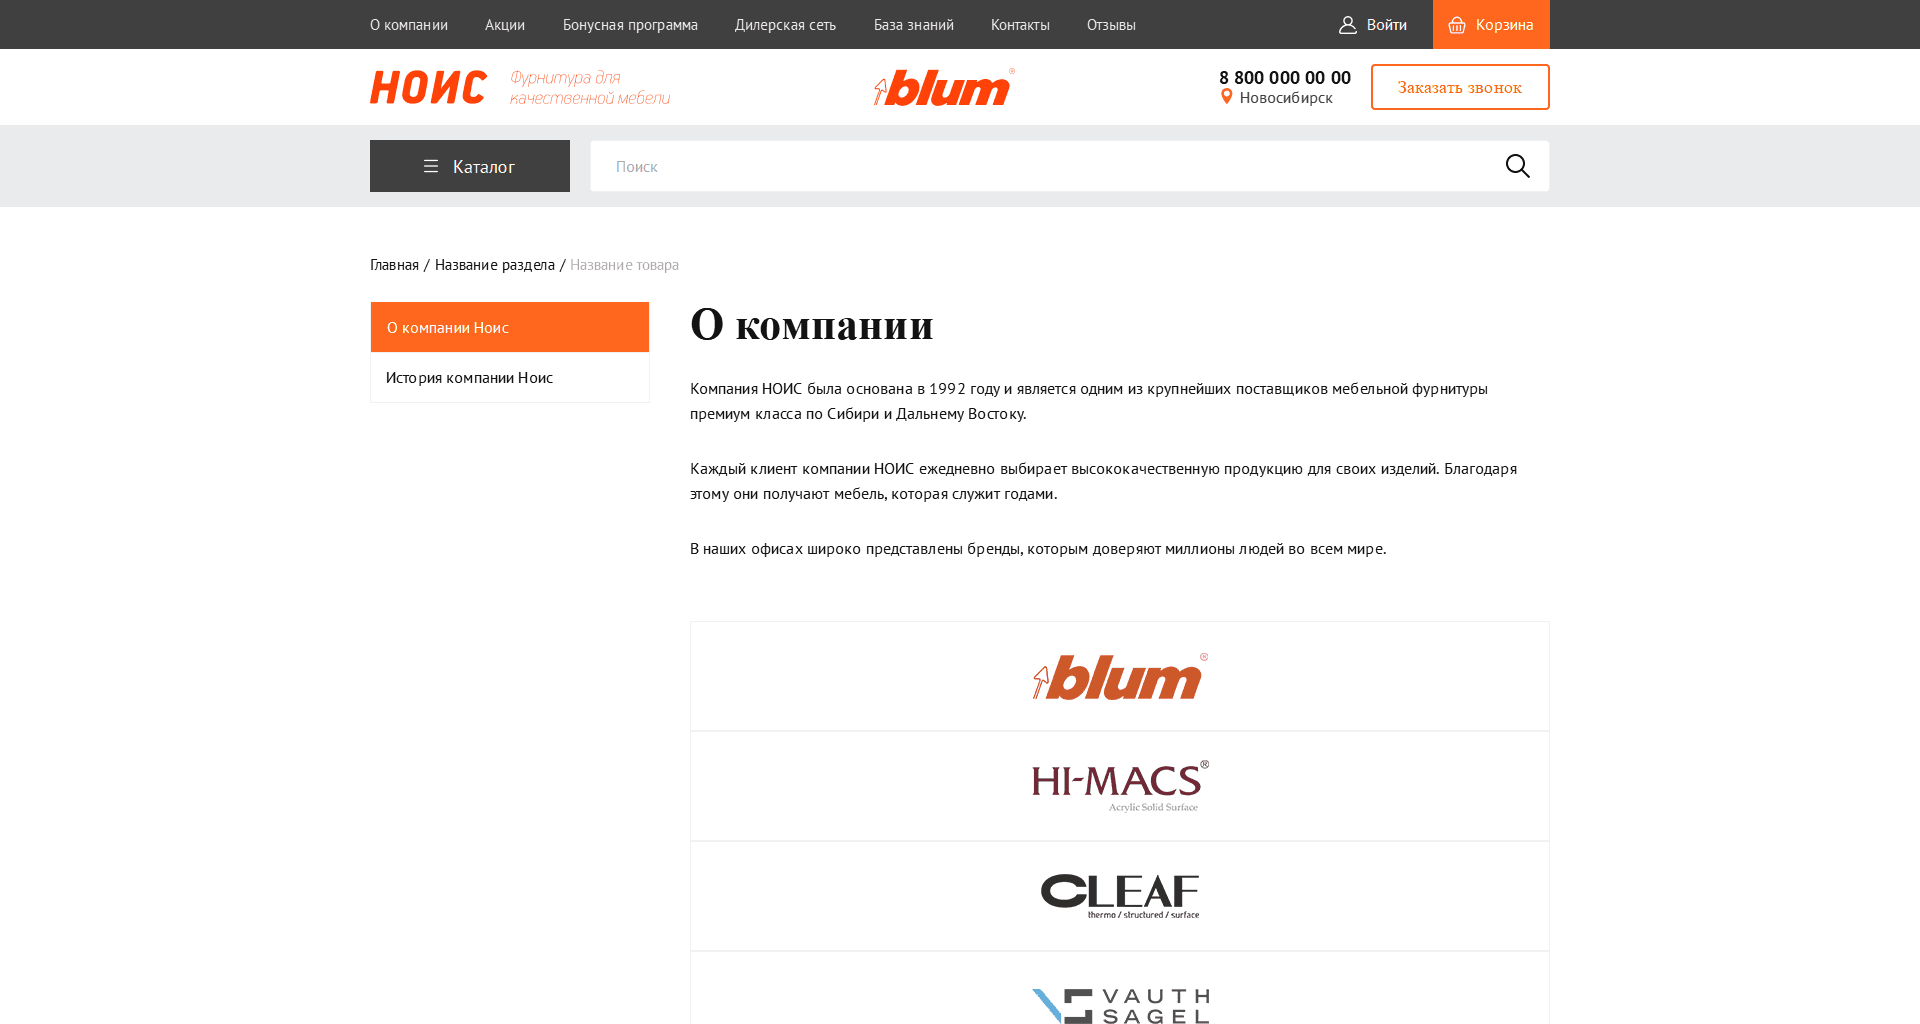 О компании
Акции
Бонусная программа
Дилерская сеть
База знаний
Контакты
Отзывы
Войти
Корзина
НОИС
Фурнитура для
качественной мебели
blum®
8 800 000 00 00
Новосибирск
Заказать звонок
Каталог
Поиск
Главная / Название раздела / Название товара
О компании Ноис
История компании Ноис
О компании
Компания НОИС была основана в 1992 году и является одним из крупнейших поставщиков мебельной фурнитуры
премиум класса по Сибири и Дальнему Востоку.
Каждый клиент компании НОИС ежедневно выбирает высококачественную продукцию для своих изделий. Благодаря
этому они получают мебель, которая служит годами.
В наших офисах широко представлены бренды, которым доверяют миллионы людей во всем мире.
blum®
HI-MACS®
Acrylic Solid Surface
CLEAF
thermo / structured / surface
VAUTH
SAGEL